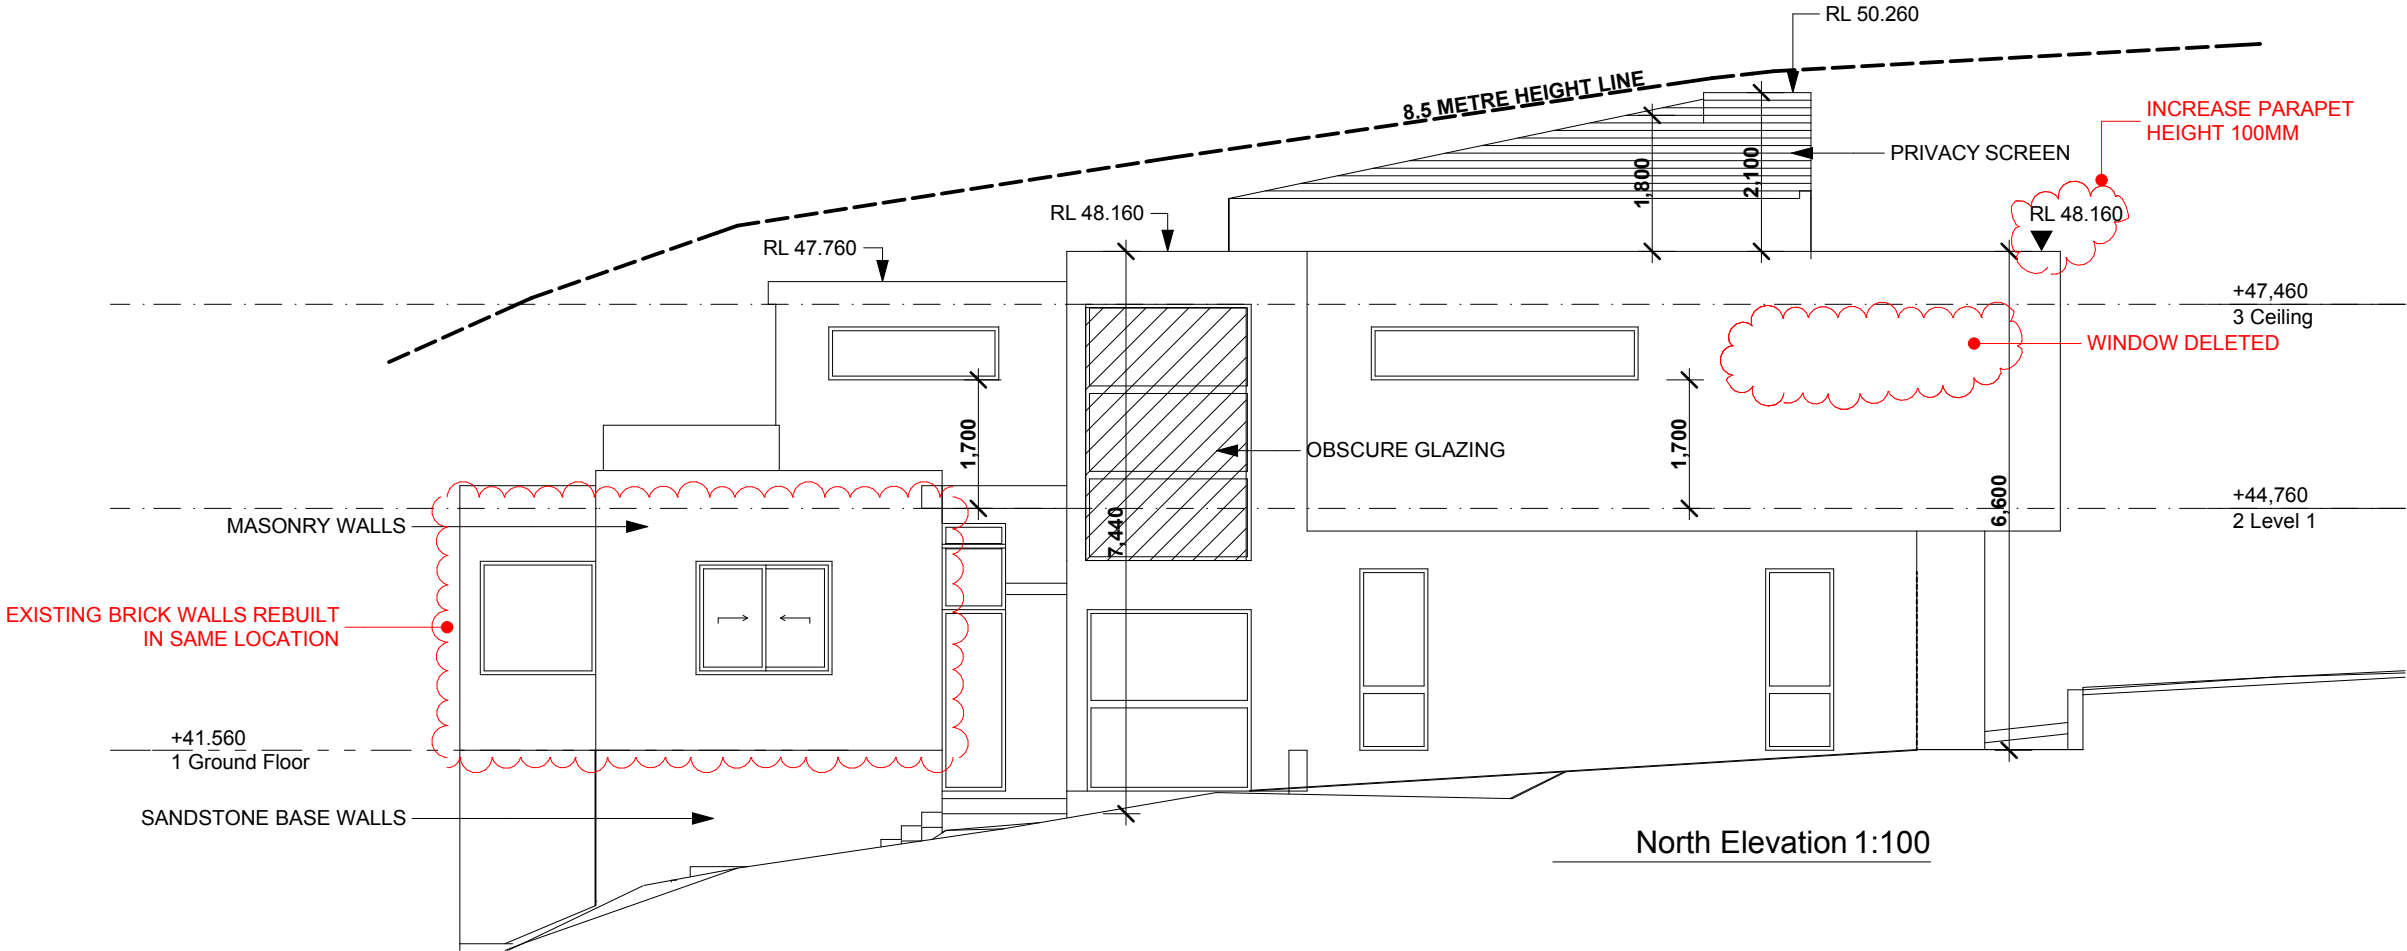 RL 50.260
8.5 METRE HEIGHT LINE
INCREASE PARAPET
HEIGHT 100MM
PRIVACY SCREEN
1,800
2,100
RL 48.160
RL 48.160
RL 47.760
+47,460
3 Ceiling
WINDOW DELETED
1,700
OBSCURE GLAZING
1,700
6,600
+44,760
2 Level 1
MASONRY WALLS
7,440
EXISTING BRICK WALLS REBUILT
IN SAME LOCATION
+41.560
1 Ground Floor
SANDSTONE BASE WALLS
North Elevation 1:100